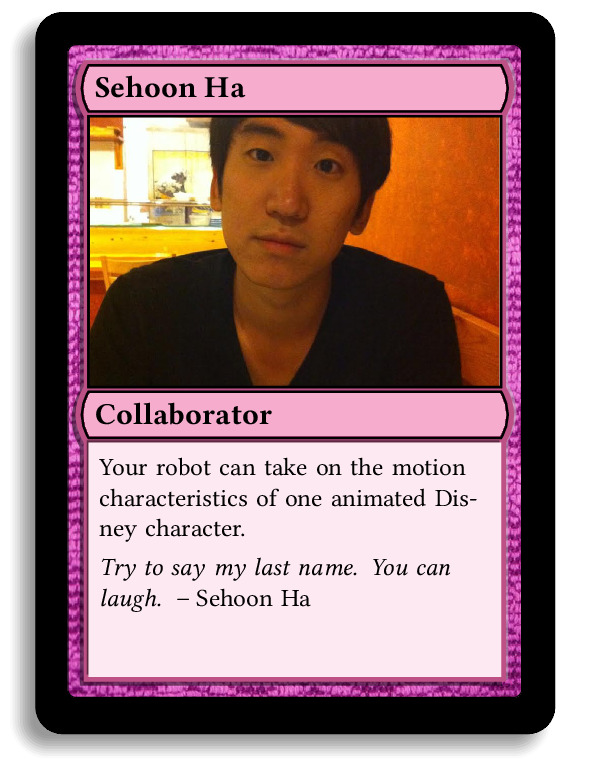 Sehoon Ha
Collaborator
Your robot can take on the motion
characteristics of one animated Dis-
ney character.
Try to say my last name. You can
laugh. – Sehoon Ha